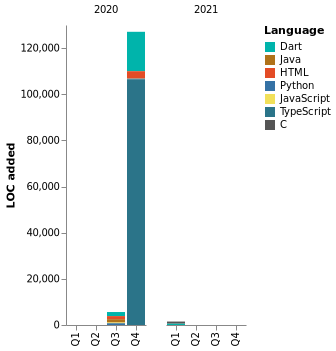 2020 2021
Language
Dart
Java
HTML
Python
JavaScript
TypeScript
C
LOC added
120,000
100,000
80,000
60,000
40,000
20,000
0
Q1 Q2 Q3 Q4 Q1 Q2 Q3 Q4